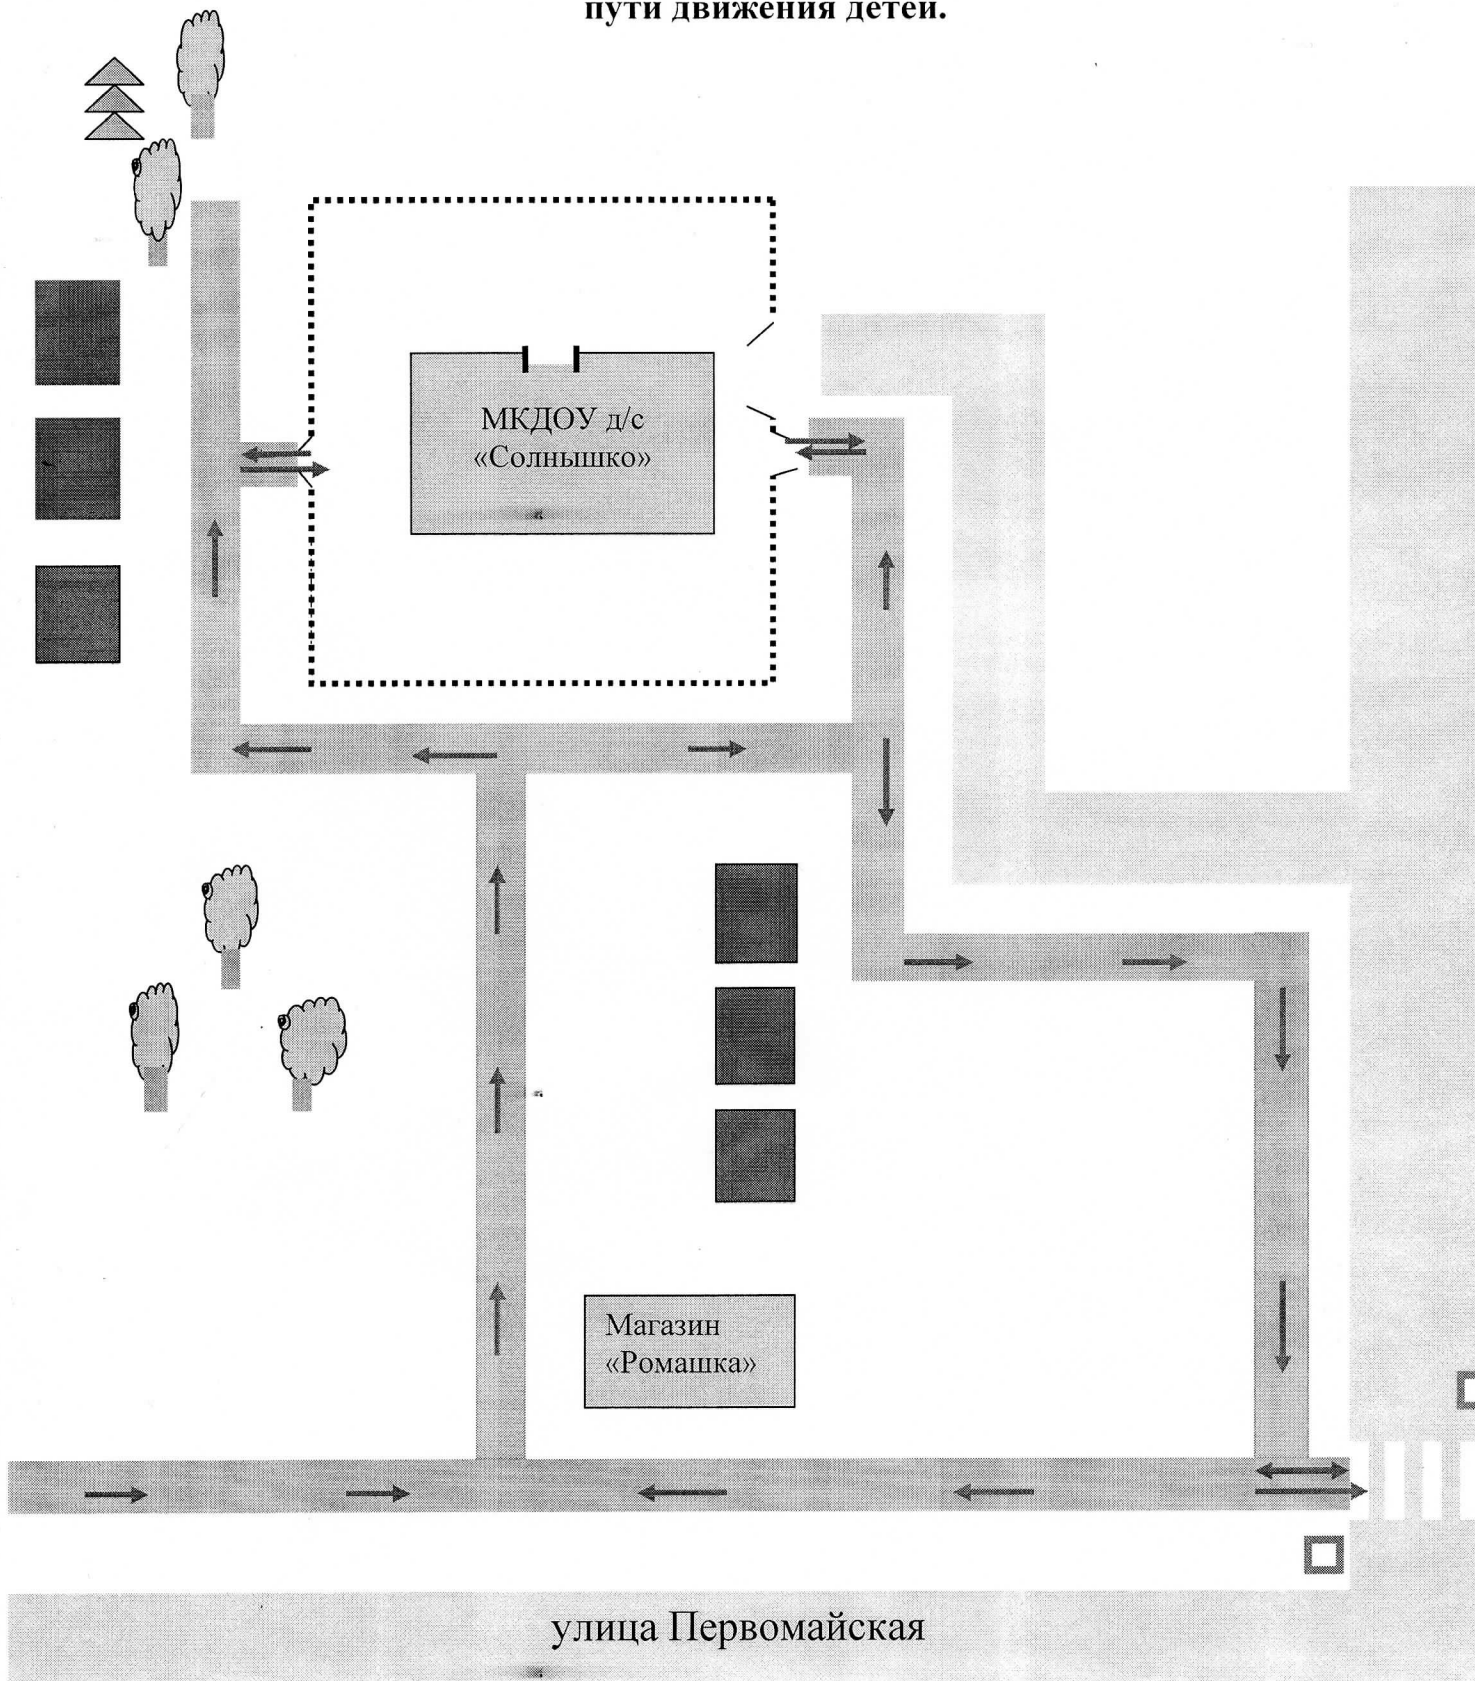 пути движения детей.
МКДОУ д/с
«Солнышко»
Магазин
«Ромашка»
улица Первомайская